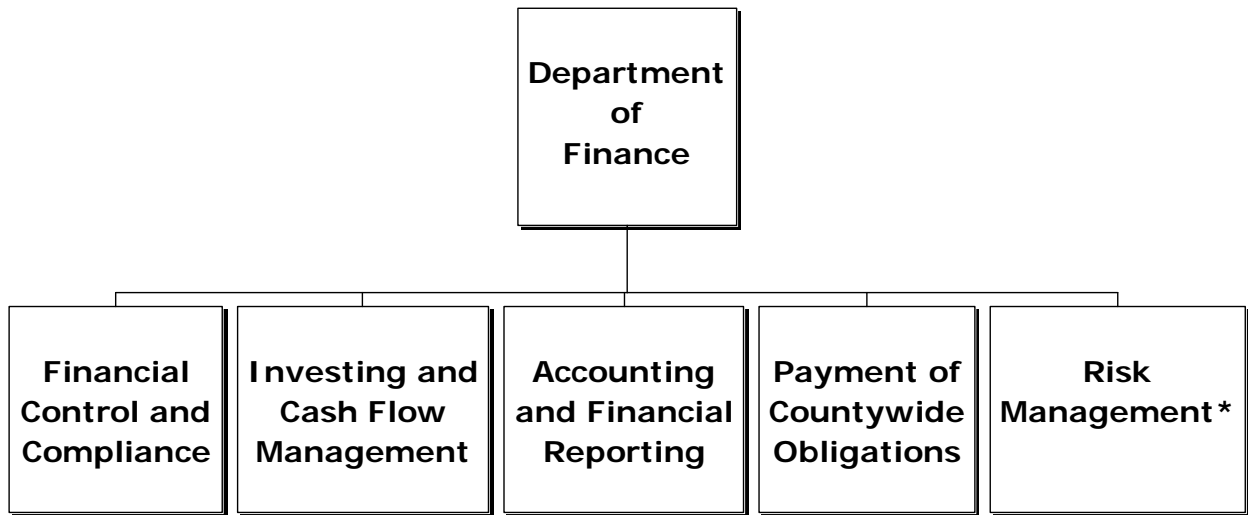 Department
of
Finance
Financial
Control and
Compliance
Investing and
Cash Flow
Management
Accounting
and Financial
Reporting
Payment of
Countywide
Obligations
Risk
Management*